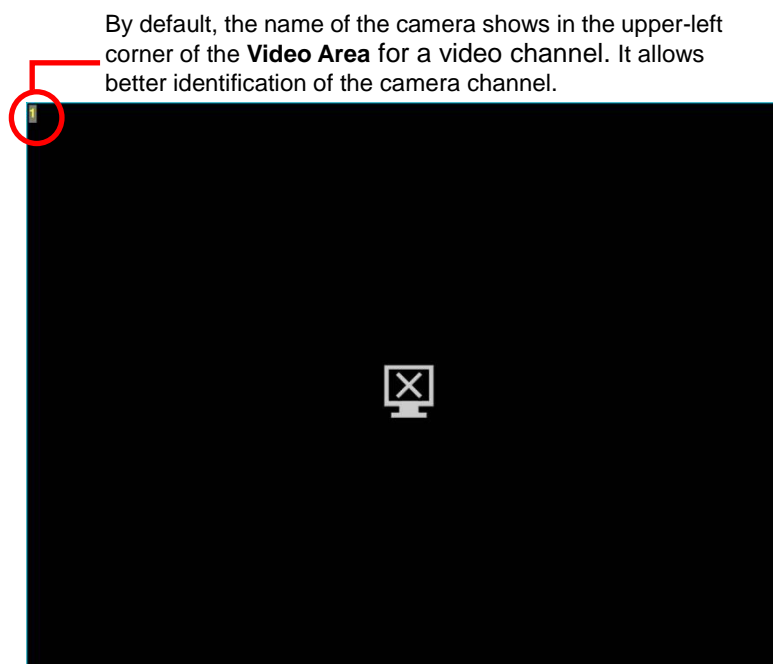 By default, the name of the camera shows in the upper-left
corner of the Video Area for a video channel. It allows
better identification of the camera channel.
1